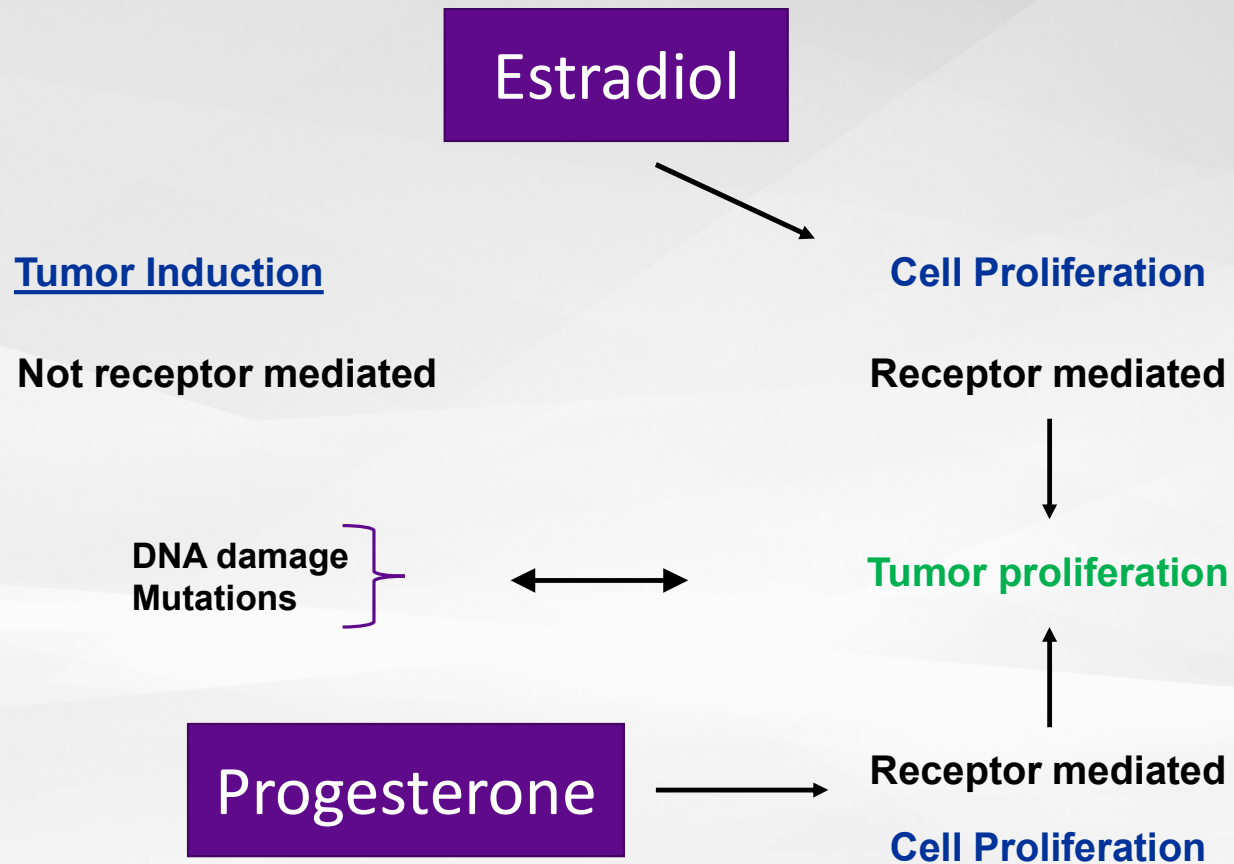 Estradiol
Tumor Induction
Cell Proliferation
Not receptor mediated
Receptor mediated
DNA damage
Mutations
Tumor proliferation
Progesterone
Receptor mediated
Cell Proliferation